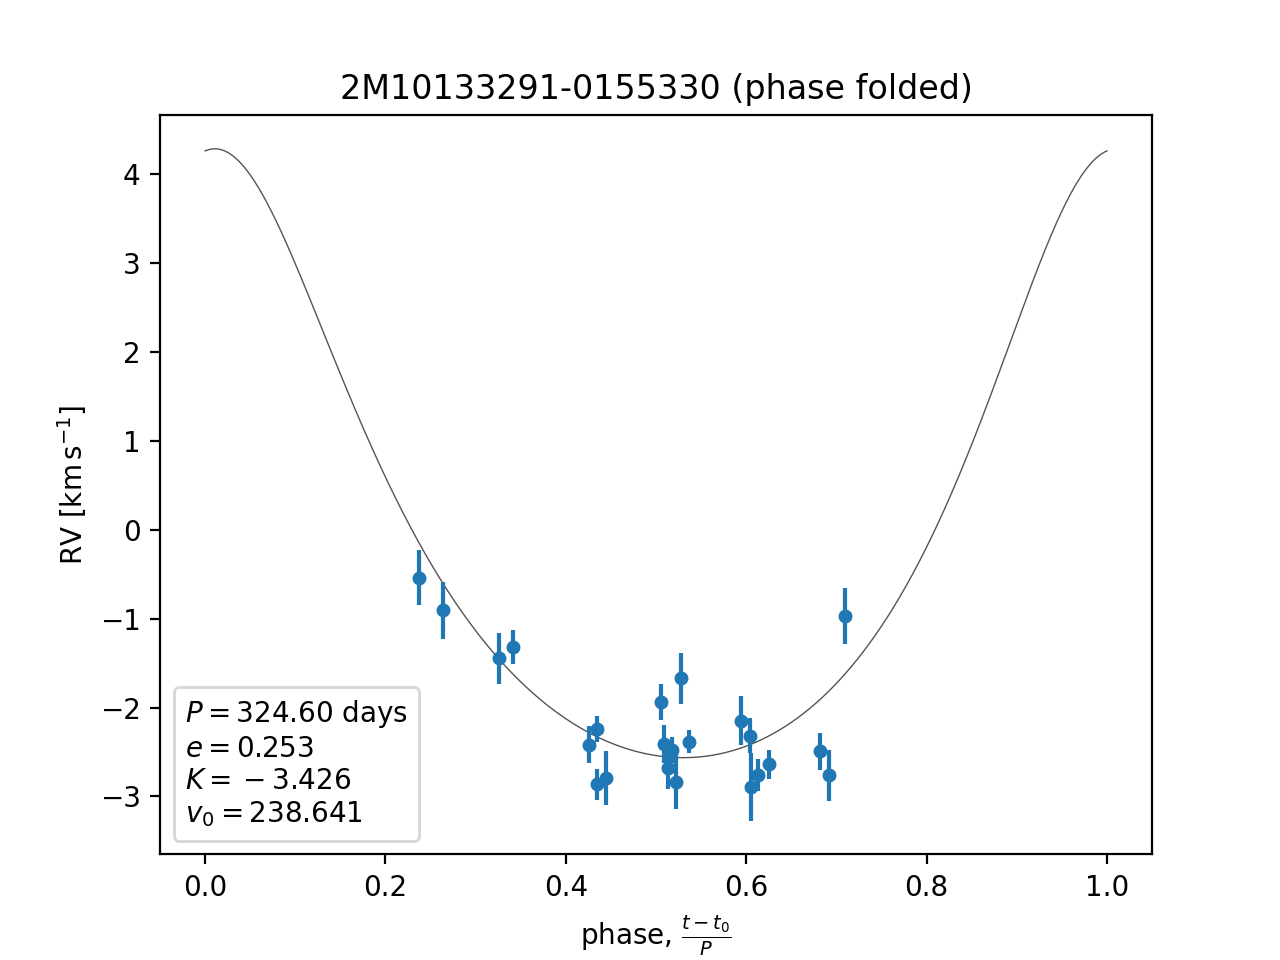 2M10133291-0155330 (phase folded)
4
3
2
1
0
−1
−2
−3
RV [km s⁻¹]
P = 324.60 days
e = 0.253
K = −3.426
v₀ = 238.641
0.0 0.2 0.4 0.6 0.8 1.0
phase, (t − t₀)/P